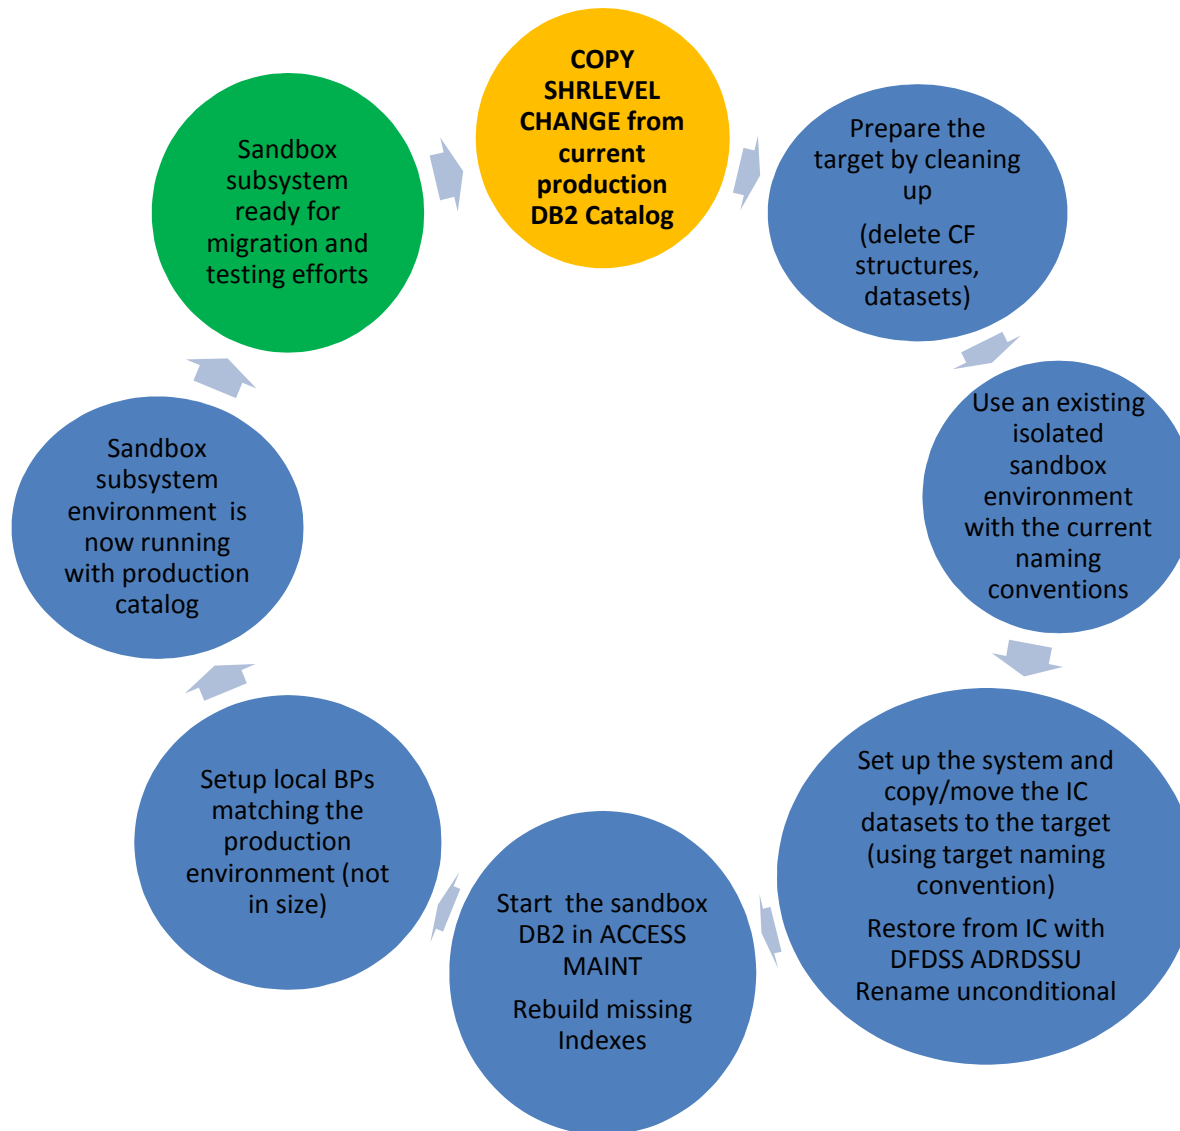 COPY
SHRLEVEL
CHANGE from
current
production
DB2 Catalog
Prepare the
target by cleaning
up
(delete CF
structures,
datasets)
Use an existing
isolated
sandbox
environment
with the current
naming
conventions
Set up the system and
copy/move the IC
datasets to the target
(using target naming
convention)
Restore from IC with
DFDSS ADRDSSU
Rename unconditional
Start  the sandbox
DB2 in ACCESS
MAINT
Rebuild missing
Indexes
Setup local BPs
matching the
production
environment (not
in size)
Sandbox
subsystem
environment  is
now running
with production
catalog
Sandbox
subsystem
ready for
migration and
testing efforts